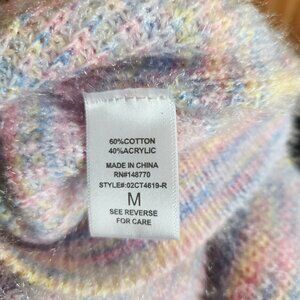 60%COTTON
40%ACRYLIC
MADE IN CHINA
RN#148770
STYLE#:02CT4619-R
M
SEE REVERSE
FOR CARE